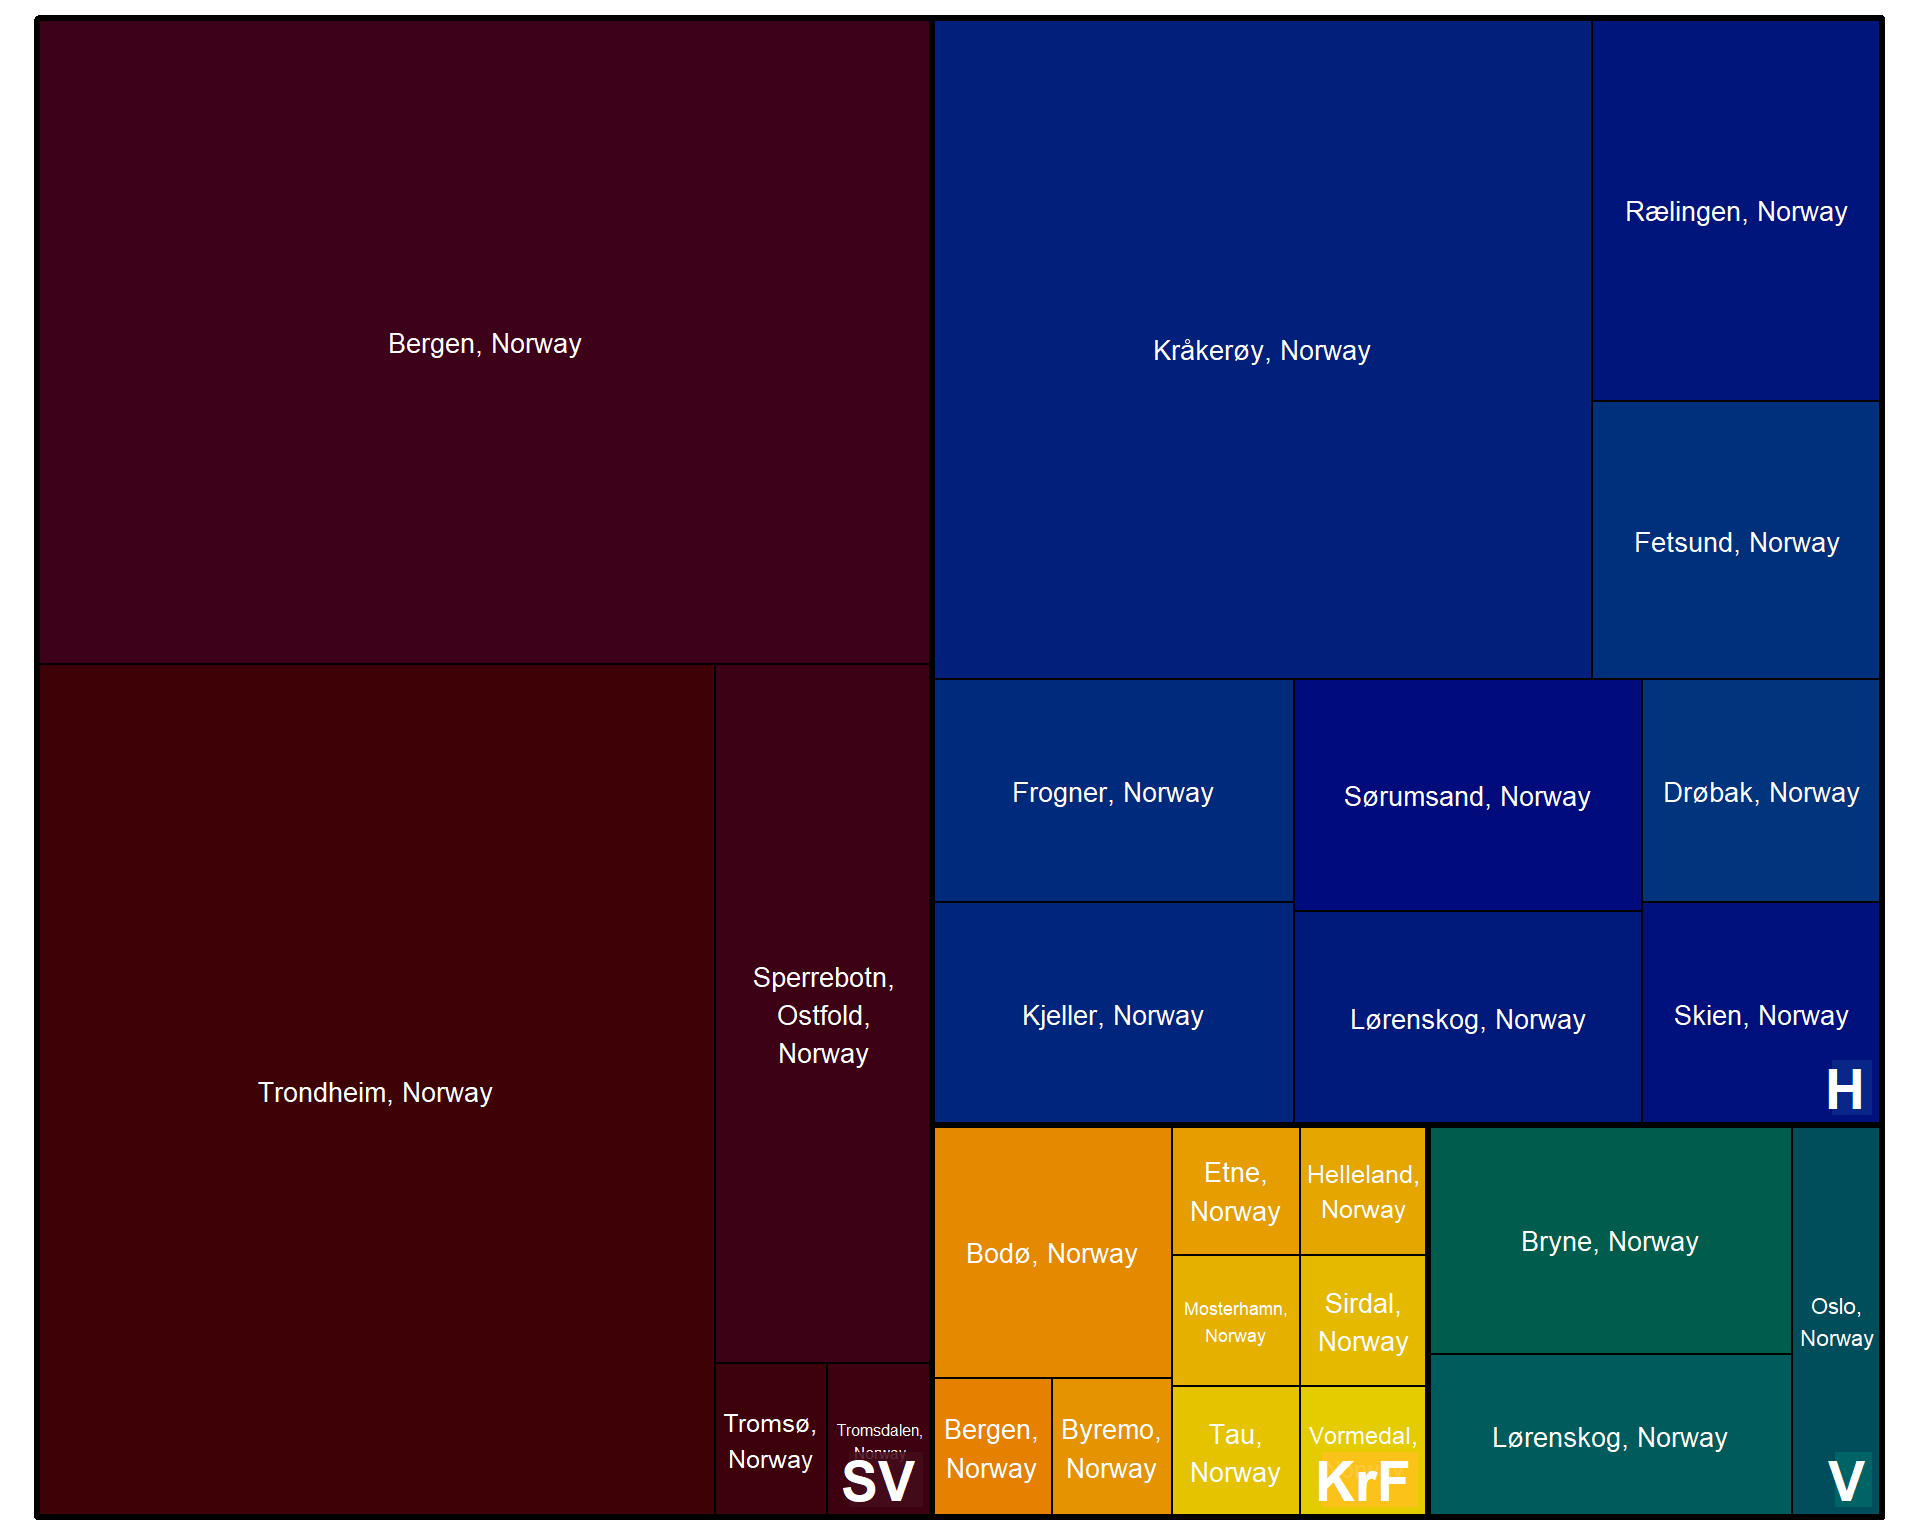 Bergen, Norway
Trondheim, Norway
Sperrebotn,
Ostfold,
Norway
Tromsø,
Norway
Tromsdalen,
Norway
SV
Kråkerøy, Norway
Rælingen, Norway
Fetsund, Norway
Frogner, Norway
Sørumsand, Norway
Drøbak, Norway
Kjeller, Norway
Lørenskog, Norway
Skien, Norway
H
Bodø, Norway
Etne,
Norway
Helleland,
Norway
Mosterhamn,
Norway
Sirdal,
Norway
Bergen,
Norway
Byremo,
Norway
Tau,
Norway
Vormedal,
KrF
Bryne, Norway
Lørenskog, Norway
Oslo,
Norway
V